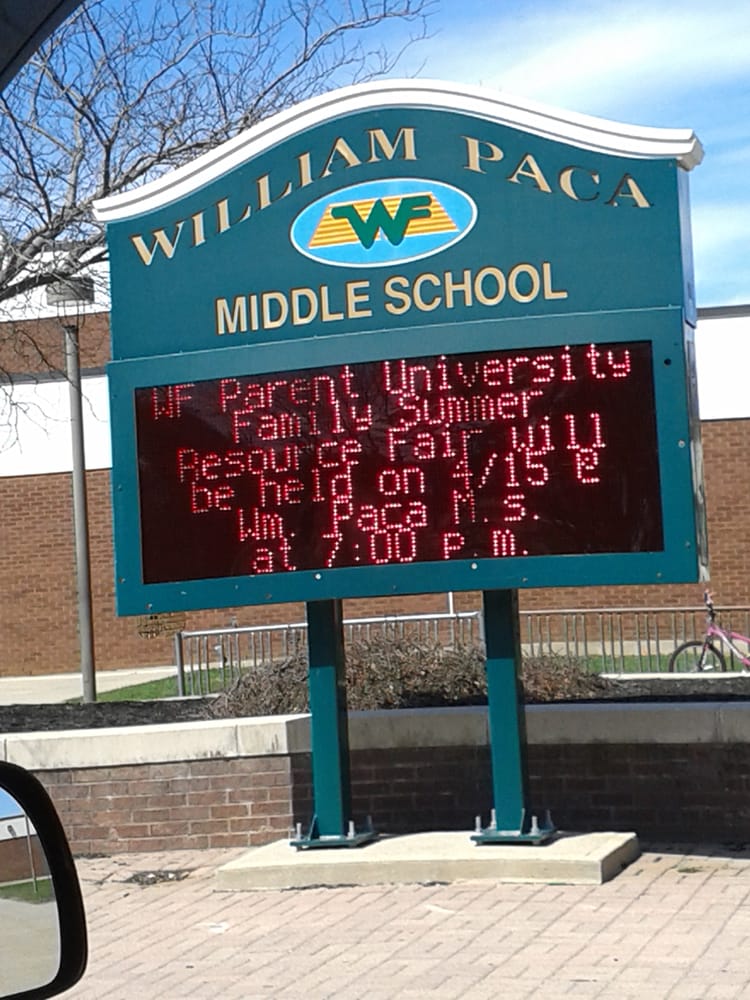 WILLIAM PACA
WF
MIDDLE SCHOOL
WF Parent University
Family Summer
Resource Fair will
be held on 4/15 @
Wm. Paca M.S.
at 7:00 p.m.